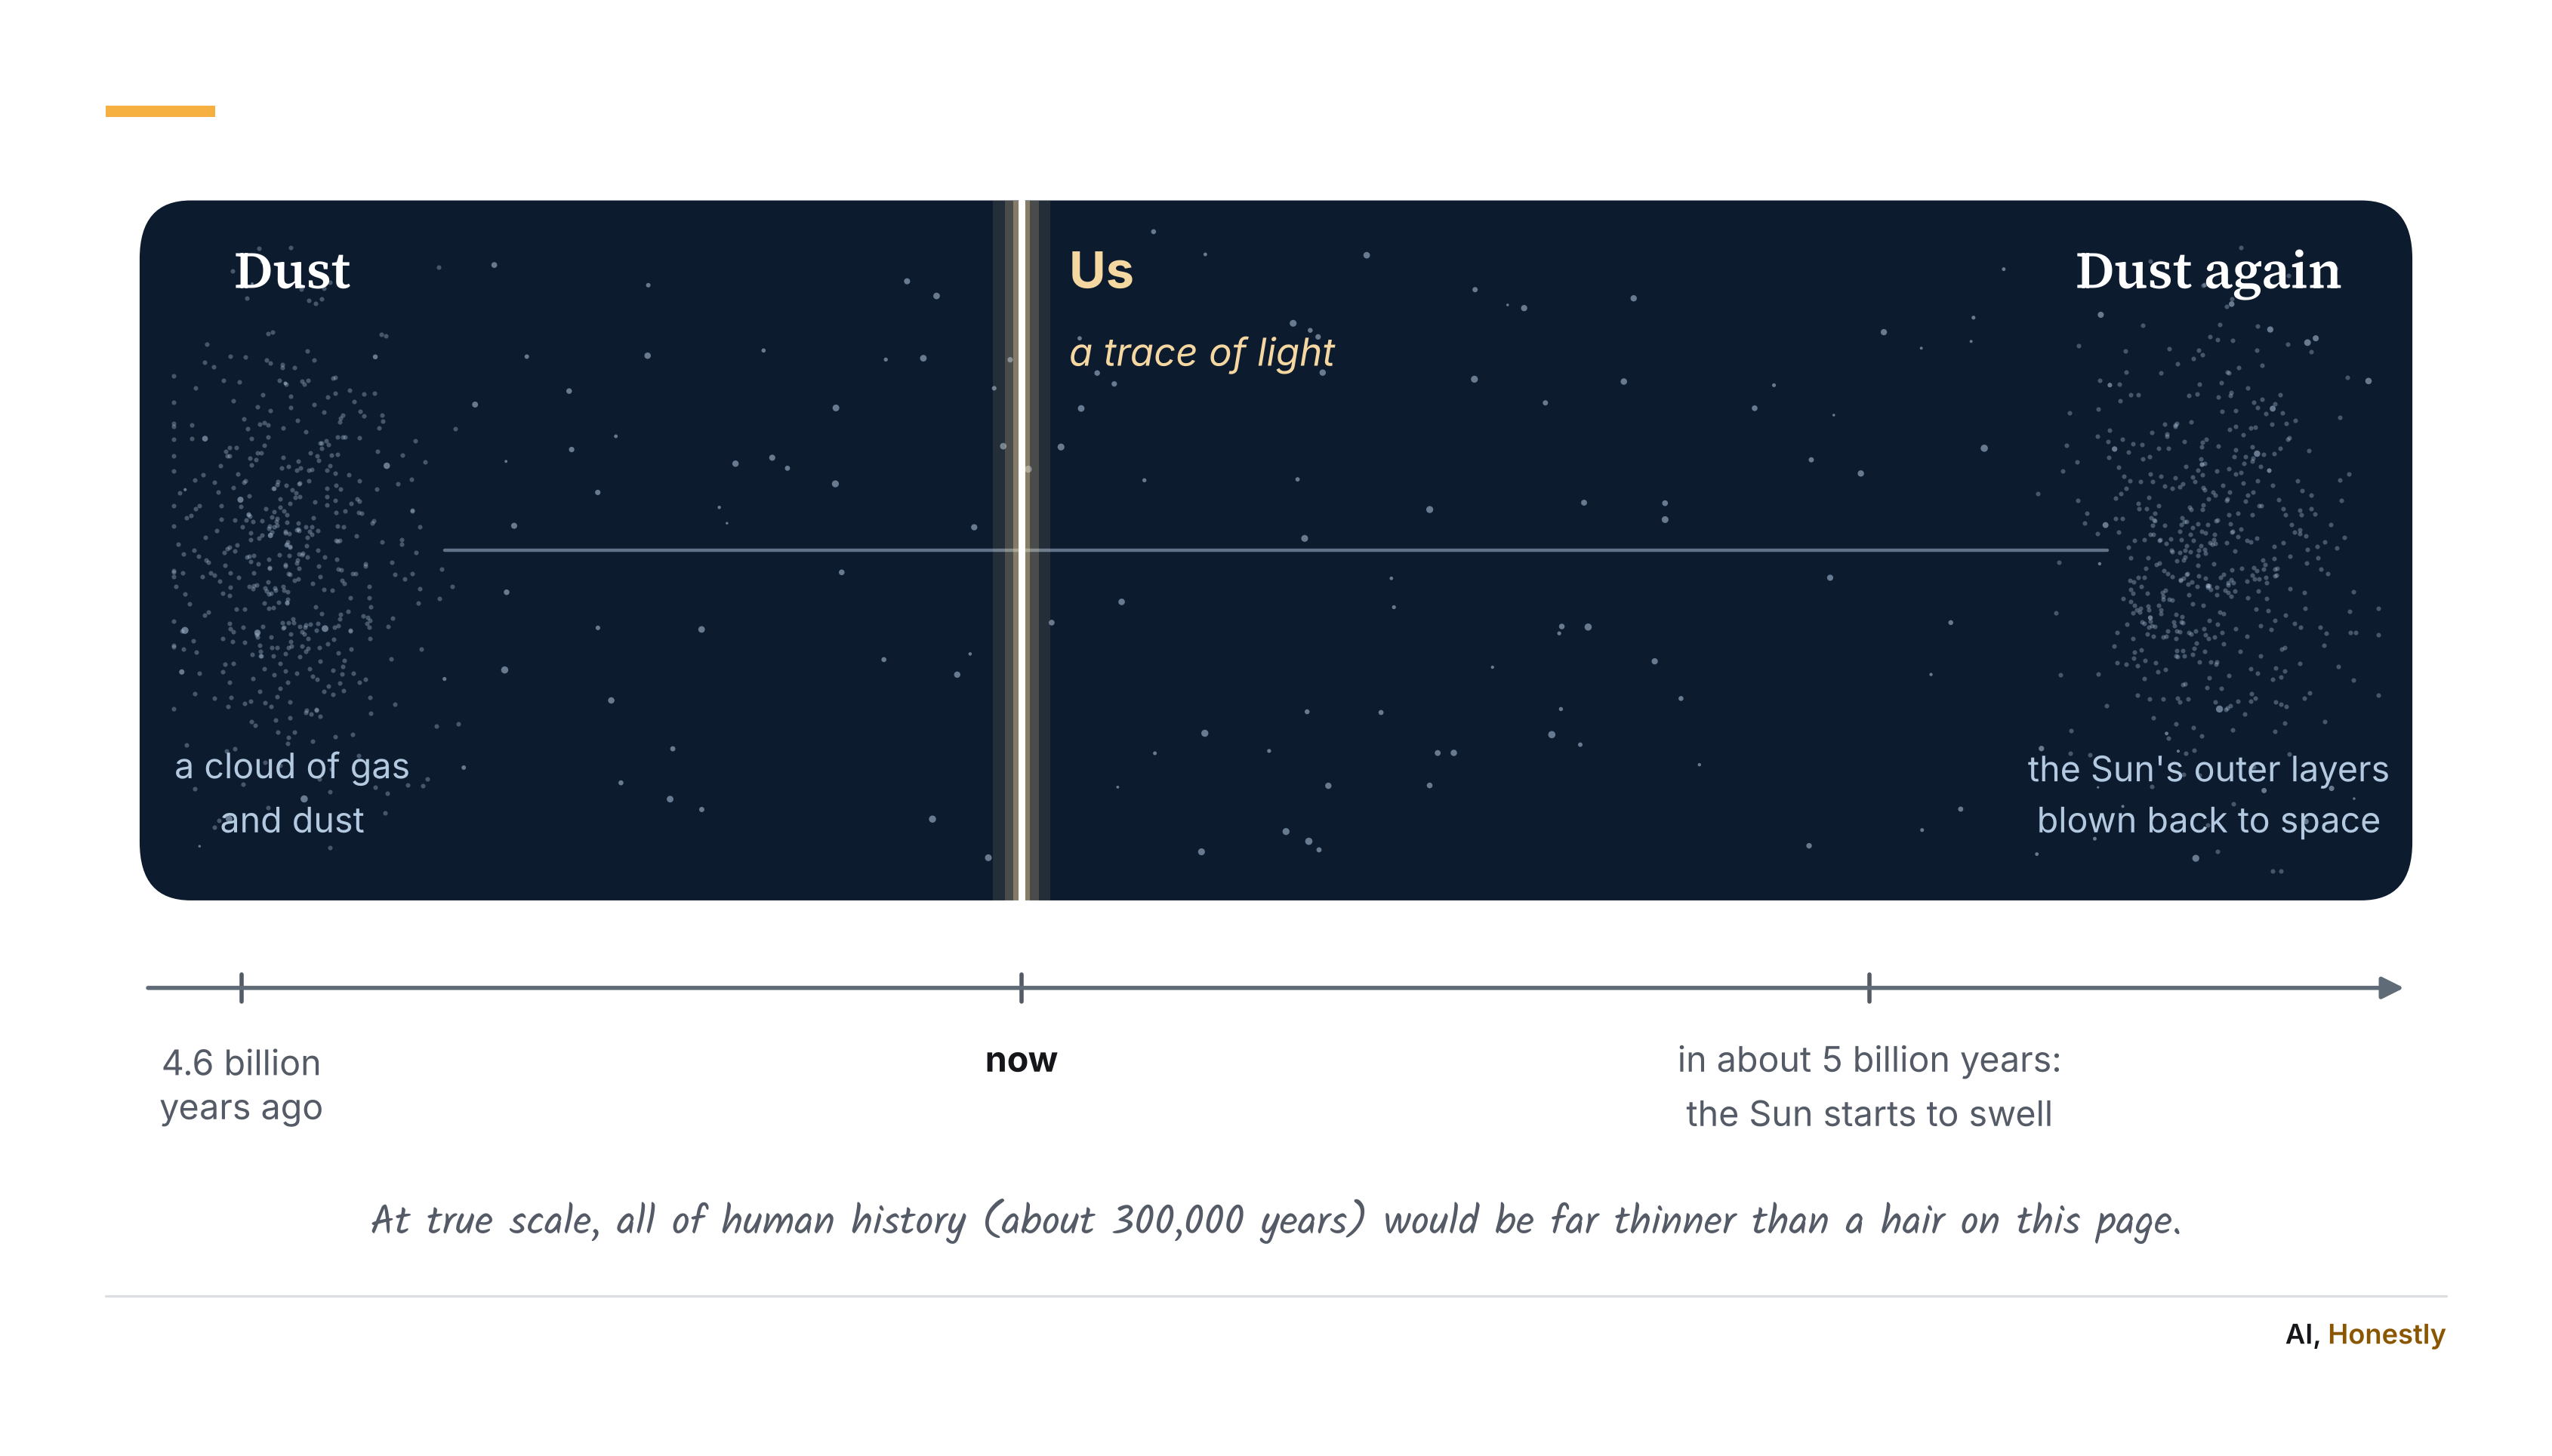 Dust
Us
Dust again
a trace of light
a cloud of gas
and dust
the Sun's outer layers
blown back to space
4.6 billion
years ago
now
in about 5 billion years:
the Sun starts to swell
At true scale, all of human history (about 300,000 years) would be far thinner than a hair on this page.
AI, Honestly